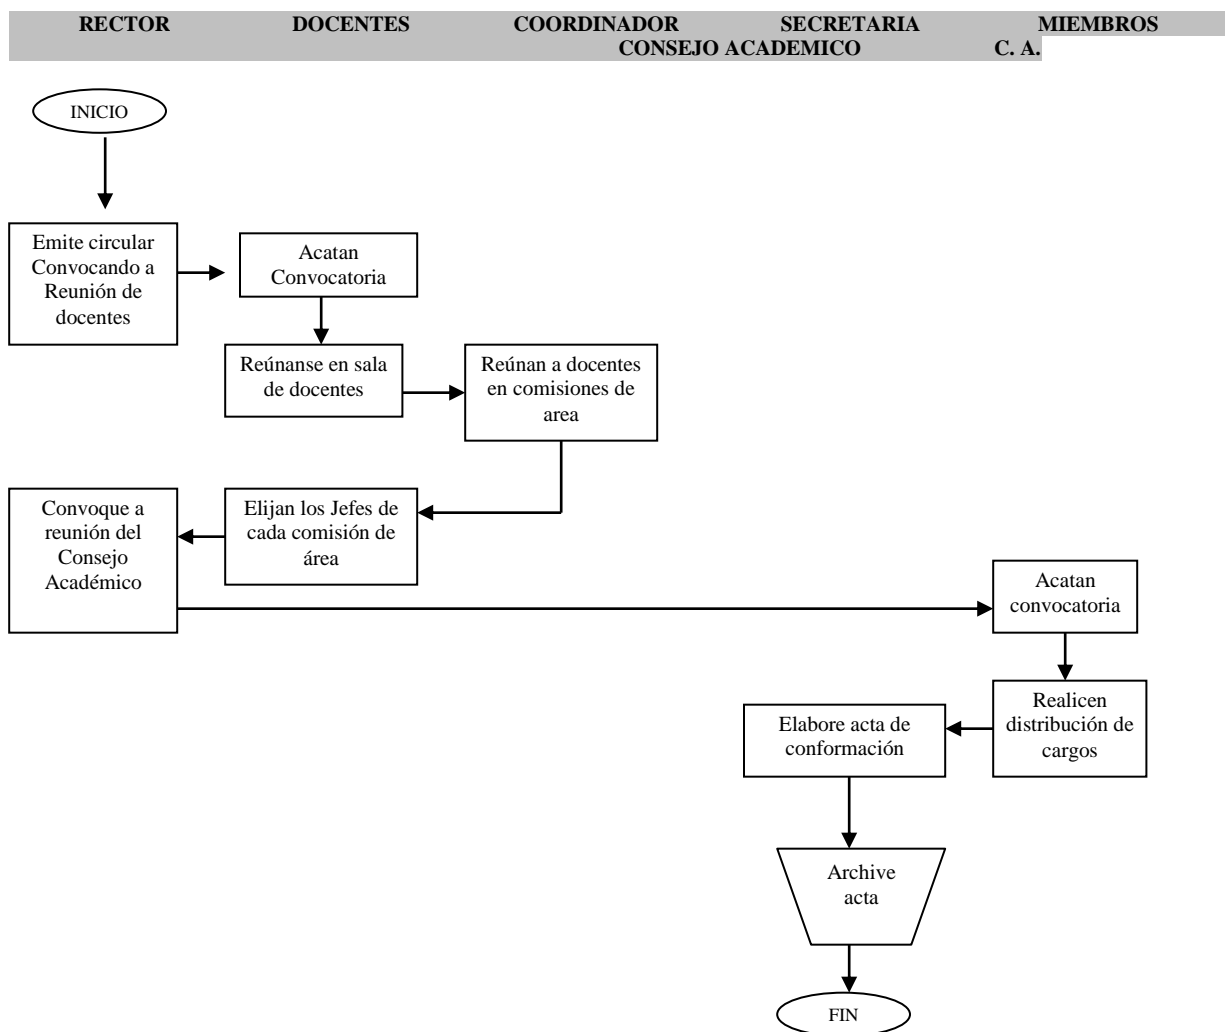 RECTOR DOCENTES COORDINADOR SECRETARIA MIEMBROS
CONSEJO ACADEMICO C. A.
INICIO
Emite circular
Convocando a
Reunión de
docentes
Acatan
Convocatoria
Reúnanse en sala
de docentes
Reúnan a docentes
en comisiones de
area
Convoque a
reunión del
Consejo
Académico
Elijan los Jefes de
cada comisión de
área
Acatan
convocatoria
Realicen
distribución de
cargos
Elabore acta de
conformación
Archive
acta
FIN